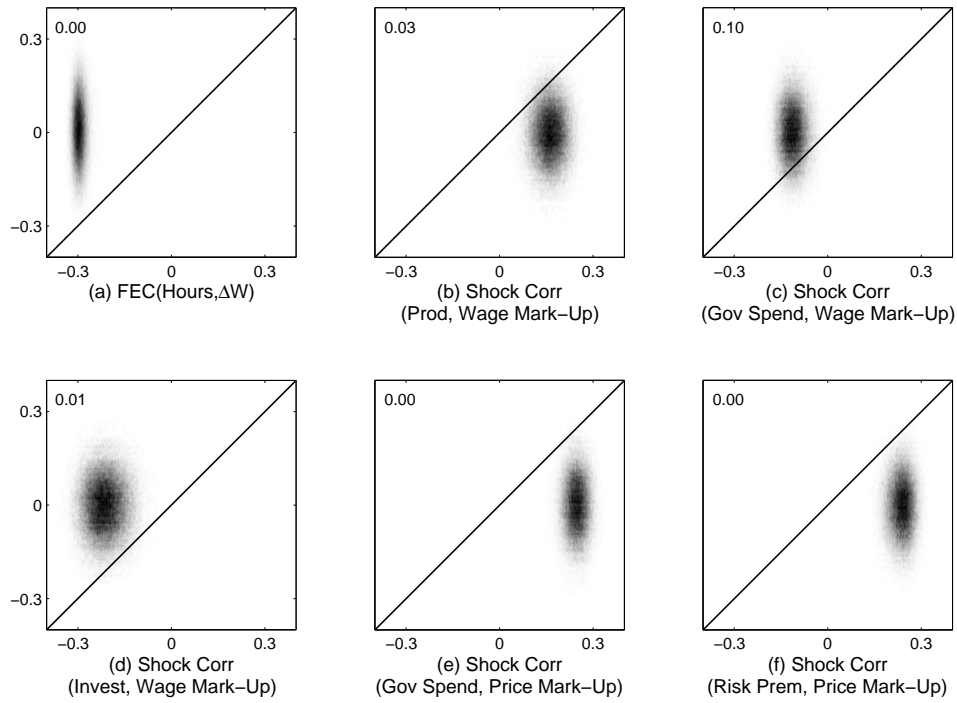 0.00
0.03
0.10
0.3
0
−0.3
−0.3 0 0.3
−0.3 0 0.3
−0.3 0 0.3
(a) FEC(Hours,ΔW)
(b) Shock Corr
(Prod, Wage Mark−Up)
(c) Shock Corr
(Gov Spend, Wage Mark−Up)
0.01
0.00
0.00
0.3
0
−0.3
−0.3 0 0.3
−0.3 0 0.3
−0.3 0 0.3
(d) Shock Corr
(Invest, Wage Mark−Up)
(e) Shock Corr
(Gov Spend, Price Mark−Up)
(f) Shock Corr
(Risk Prem, Price Mark−Up)